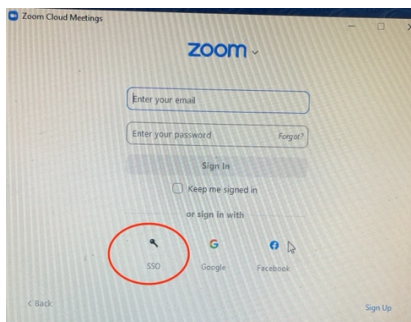 Zoom Cloud Meetings
zoom
Enter your email
Enter your password Forgot?
Sign In
Keep me signed in
or sign in with
SSO Google Facebook
< Back Sign Up